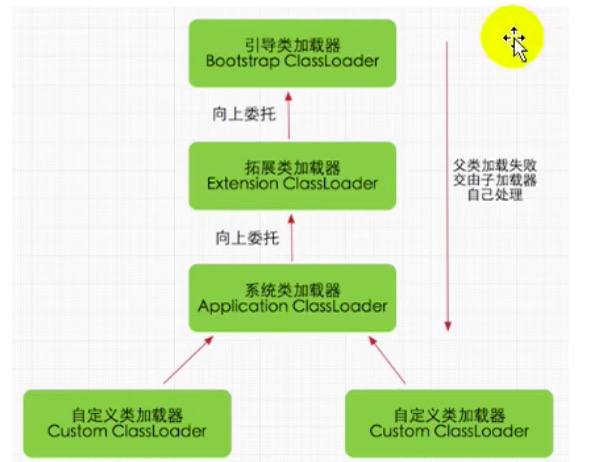 引导类加载器
Bootstrap ClassLoader
向上委托
拓展类加载器
Extension ClassLoader
父类加载失败
交由子加载器
自己处理
向上委托
系统类加载器
Application ClassLoader
自定义类加载器
Custom ClassLoader
自定义类加载器
Custom ClassLoader